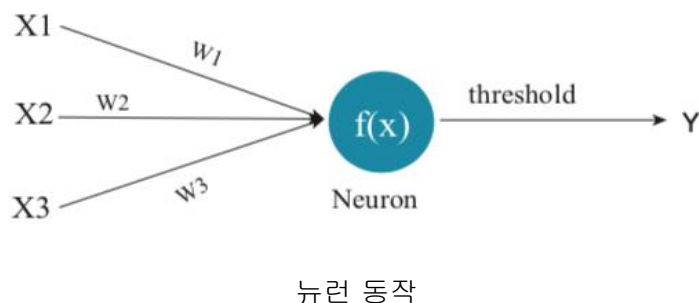 X1
W1
X2
W2
threshold
f(x)
Y
X3
W3
Neuron
뉴런 동작